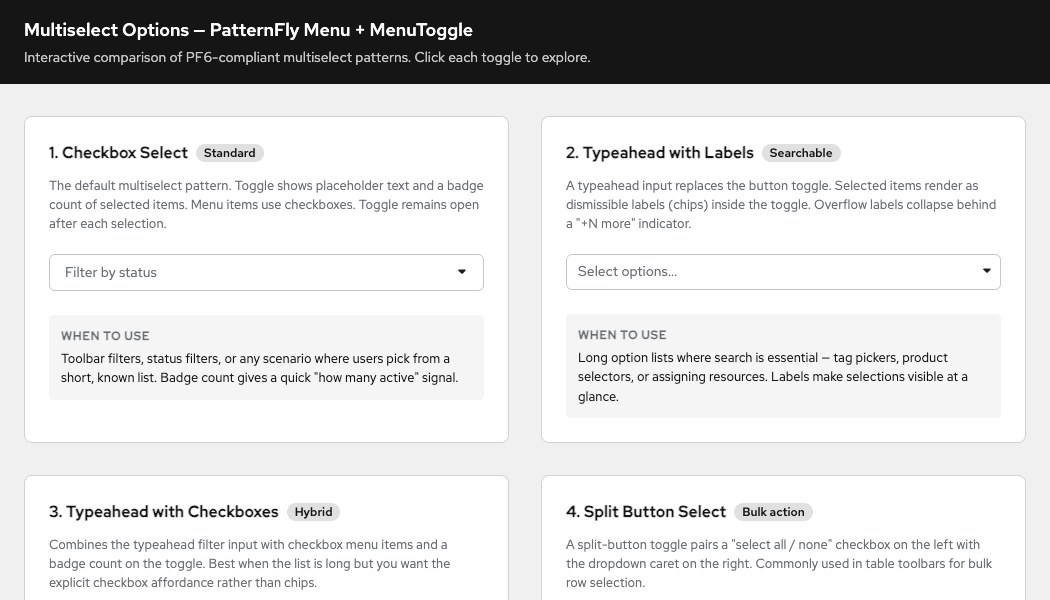 Multiselect Options — PatternFly Menu + MenuToggle
Interactive comparison of PF6-compliant multiselect patterns. Click each toggle to explore.
1. Checkbox Select Standard
The default multiselect pattern. Toggle shows placeholder text and a badge
count of selected items. Menu items use checkboxes. Toggle remains open
after each selection.
Filter by status
WHEN TO USE
Toolbar filters, status filters, or any scenario where users pick from a
short, known list. Badge count gives a quick "how many active" signal.
2. Typeahead with Labels Searchable
A typeahead input replaces the button toggle. Selected items render as
dismissible labels (chips) inside the toggle. Overflow labels collapse behind
a "+N more" indicator.
Select options...
WHEN TO USE
Long option lists where search is essential — tag pickers, product
selectors, or assigning resources. Labels make selections visible at a
glance.
3. Typeahead with Checkboxes Hybrid
Combines the typeahead filter input with checkbox menu items and a
badge count on the toggle. Best when the list is long but you want the
explicit checkbox affordance rather than chips.
4. Split Button Select Bulk action
A split-button toggle pairs a "select all / none" checkbox on the left with
the dropdown caret on the right. Commonly used in table toolbars for bulk
row selection.